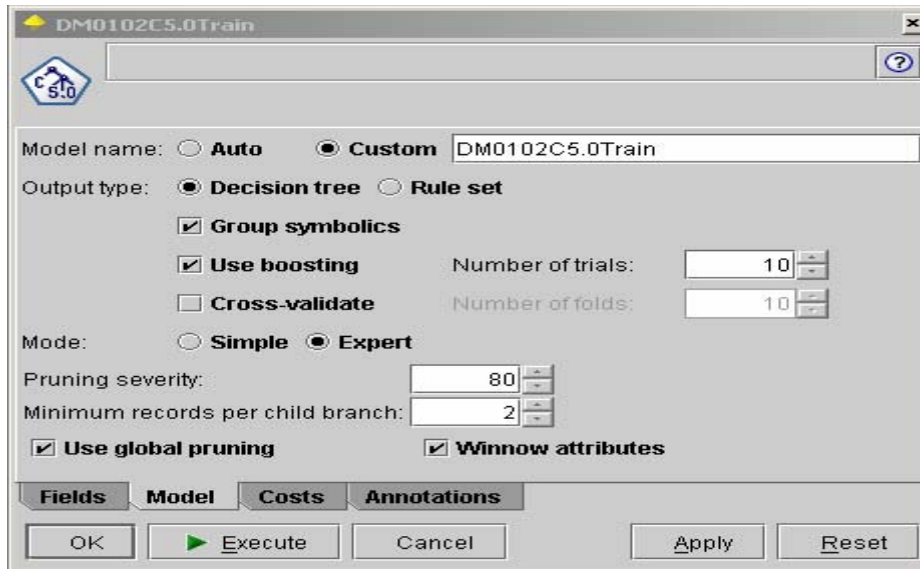 DM0102C5.0Train
C 5.0
Model name: Auto Custom DM0102C5.0Train
Output type: Decision tree Rule set
Group symbolics
Use boosting Number of trials: 10
Cross-validate Number of folds: 10
Mode: Simple Expert
Pruning severity: 80
Minimum records per child branch: 2
Use global pruning Winnow attributes
Fields Model Costs Annotations
OK Execute Cancel Apply Reset